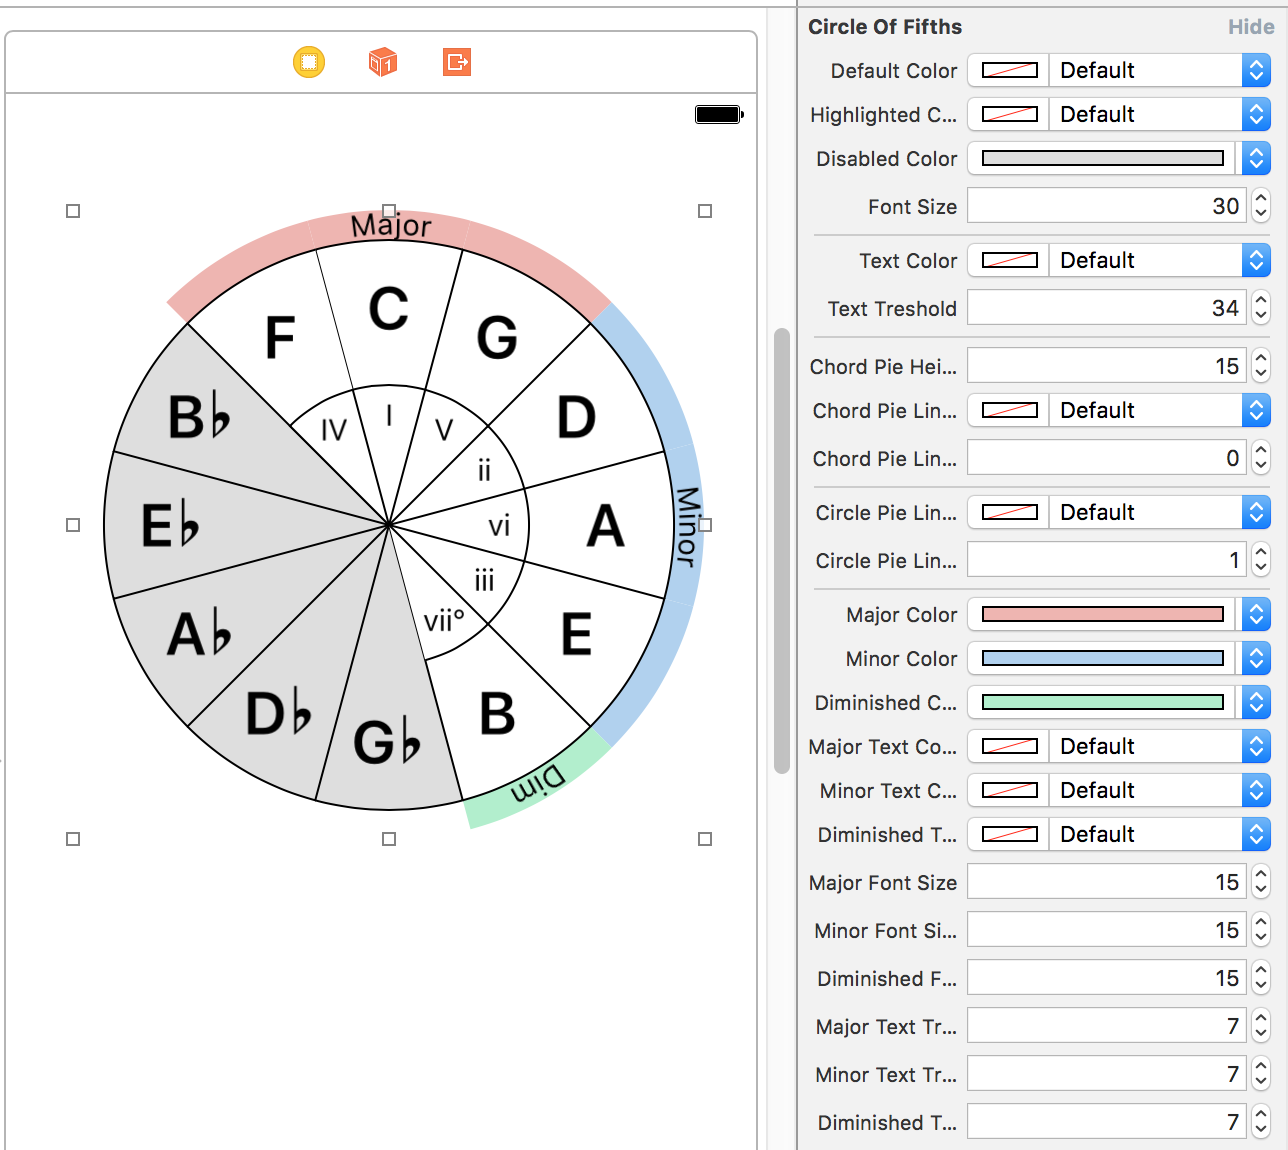 Major
F
C
G
B♭
D
IV
I
V
ii
E♭
vi
A
Minor
iii
A♭
vii°
E
D♭
G♭
B
Dim
1
Circle Of Fifths
Hide
Default Color
Default
Highlighted C...
Default
Disabled Color
Font Size
30
Text Color
Default
Text Treshold
34
Chord Pie Hei...
15
Chord Pie Lin...
Default
Chord Pie Lin...
0
Circle Pie Lin...
Default
Circle Pie Lin...
1
Major Color
Minor Color
Diminished C...
Major Text Co...
Default
Minor Text C...
Default
Diminished T...
Default
Major Font Size
15
Minor Font Si...
15
Diminished F...
15
Major Text Tr...
7
Minor Text Tr...
7
Diminished T...
7